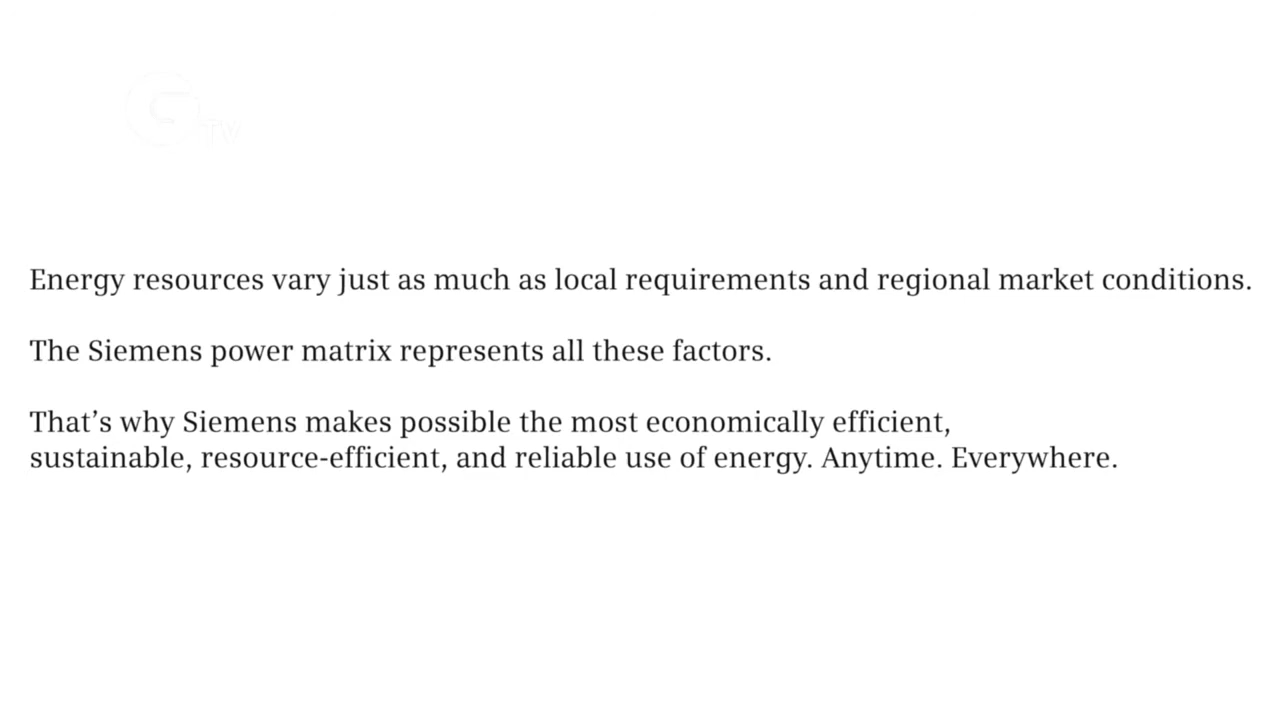 TV
Energy resources vary just as much as local requirements and regional market conditions.
The Siemens power matrix represents all these factors.
That’s why Siemens makes possible the most economically efficient,
sustainable, resource-efficient, and reliable use of energy. Anytime. Everywhere.